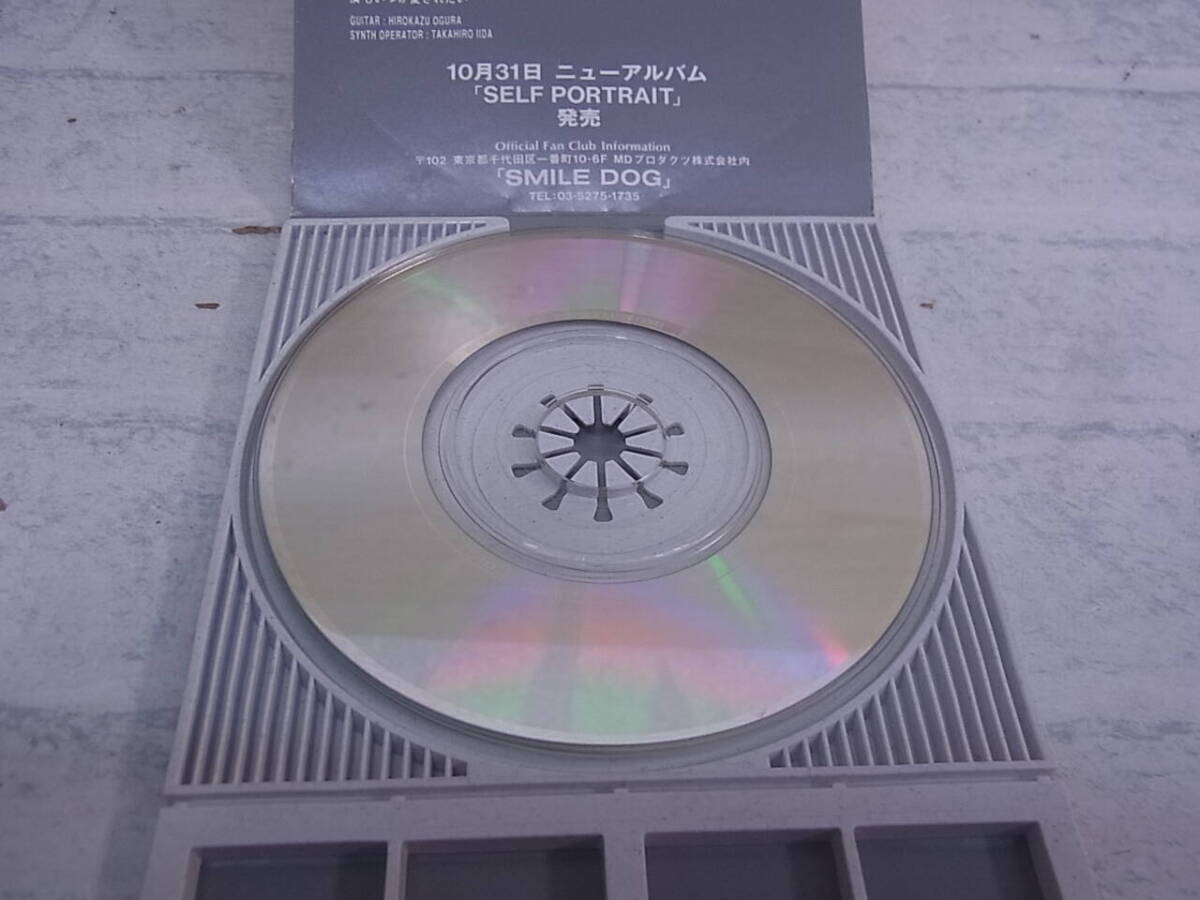 GUITAR : HIROKAZU OGURA
SYNTH OPERATOR : TAKAHIRO IIDA
10月31日 ニューアルバム
「SELF PORTRAIT」
発売
Official Fan Club Information
〒102 東京都千代田区一番町10-6F MDプロダクツ株式会社内
「SMILE DOG」
TEL:03-5275-1735